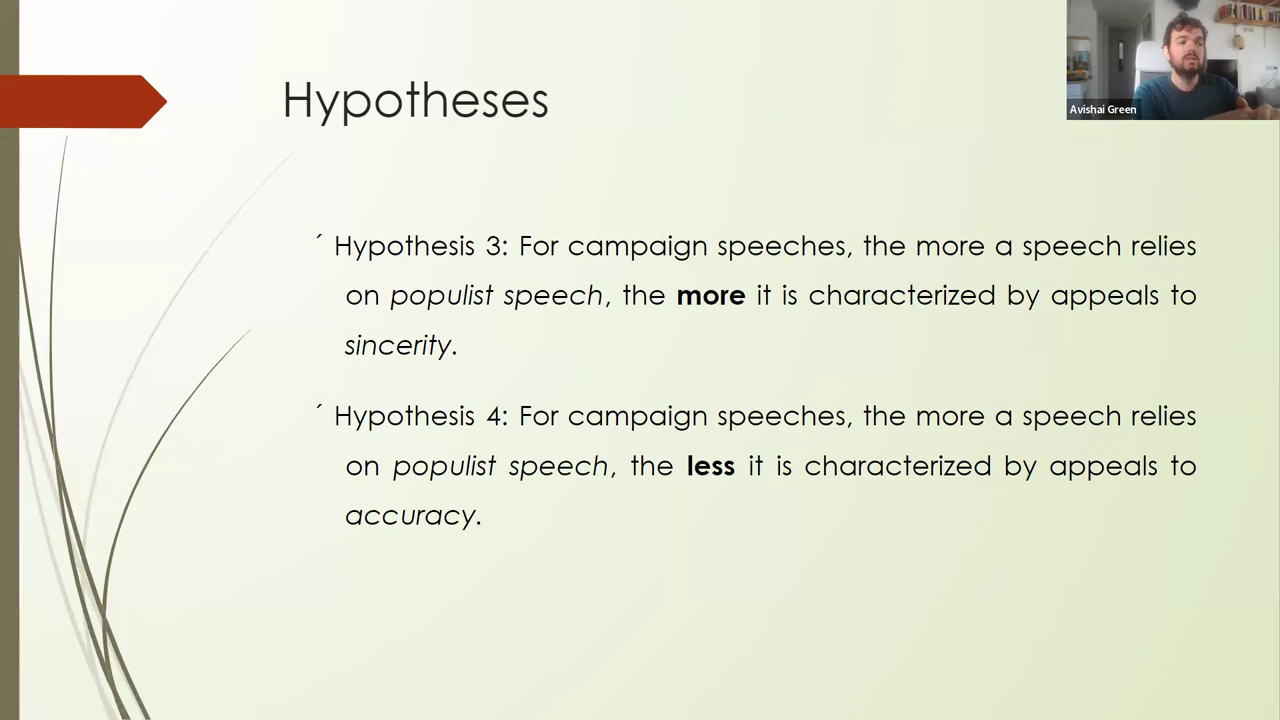 Hypotheses
Avishai Green
´ Hypothesis 3: For campaign speeches, the more a speech relies
on populist speech, the more it is characterized by appeals to
sincerity.
´ Hypothesis 4: For campaign speeches, the more a speech relies
on populist speech, the less it is characterized by appeals to
accuracy.